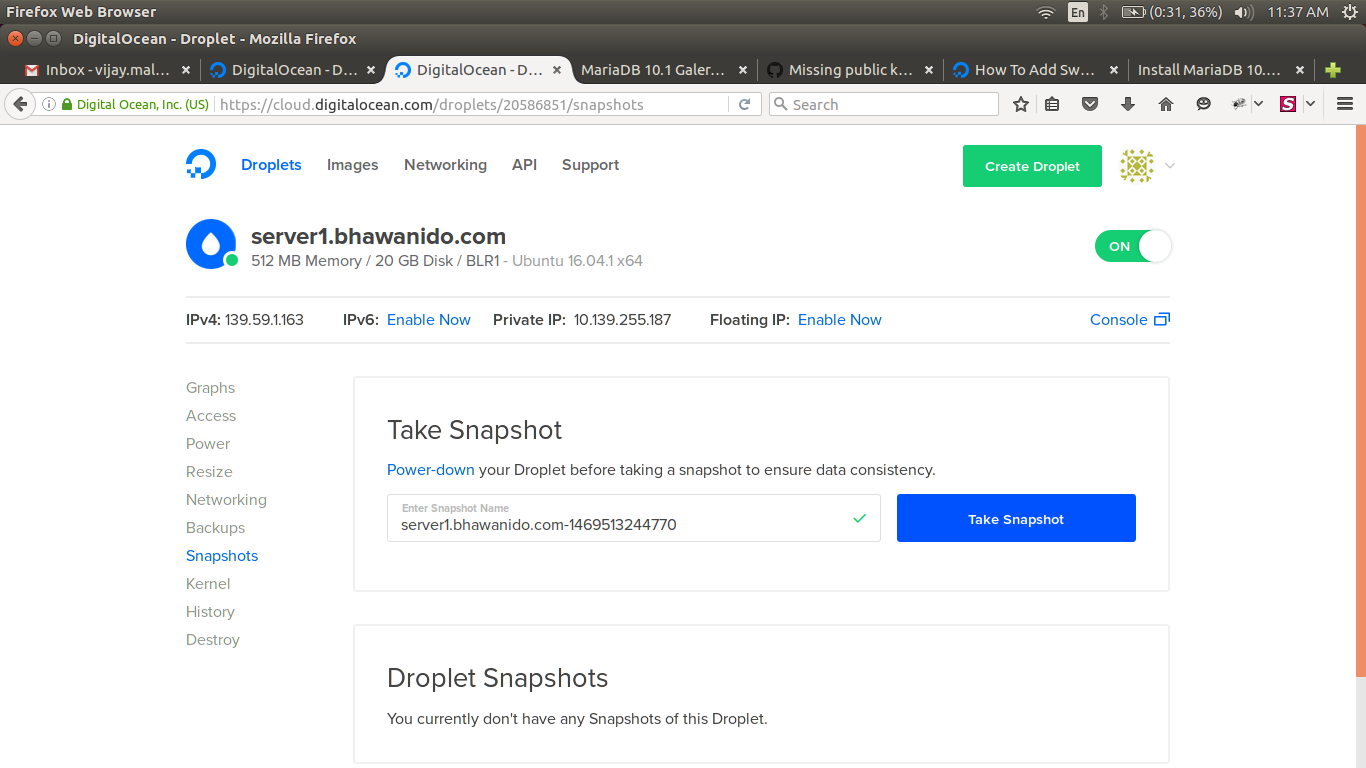 Firefox Web Browser
En
(0:31, 36%)
11:37 AM
DigitalOcean - Droplet - Mozilla Firefox
Inbox - vijay.mal...
DigitalOcean - D...
DigitalOcean - D...
MariaDB 10.1 Galer...
Missing public k...
How To Add Sw...
Install MariaDB 10....
Digital Ocean, Inc. (US)
https://cloud.digitalocean.com/droplets/20586851/snapshots
Search
S
Droplets
Images
Networking
API
Support
Create Droplet
server1.bhawanido.com
512 MB Memory / 20 GB Disk / BLR1 - Ubuntu 16.04.1 x64
ON
IPv4: 139.59.1.163
IPv6: Enable Now
Private IP: 10.139.255.187
Floating IP: Enable Now
Console
Graphs
Access
Power
Resize
Networking
Backups
Snapshots
Kernel
History
Destroy
Take Snapshot
Power-down your Droplet before taking a snapshot to ensure data consistency.
Enter Snapshot Name
server1.bhawanido.com-1469513244770
Take Snapshot
Droplet Snapshots
You currently don't have any Snapshots of this Droplet.